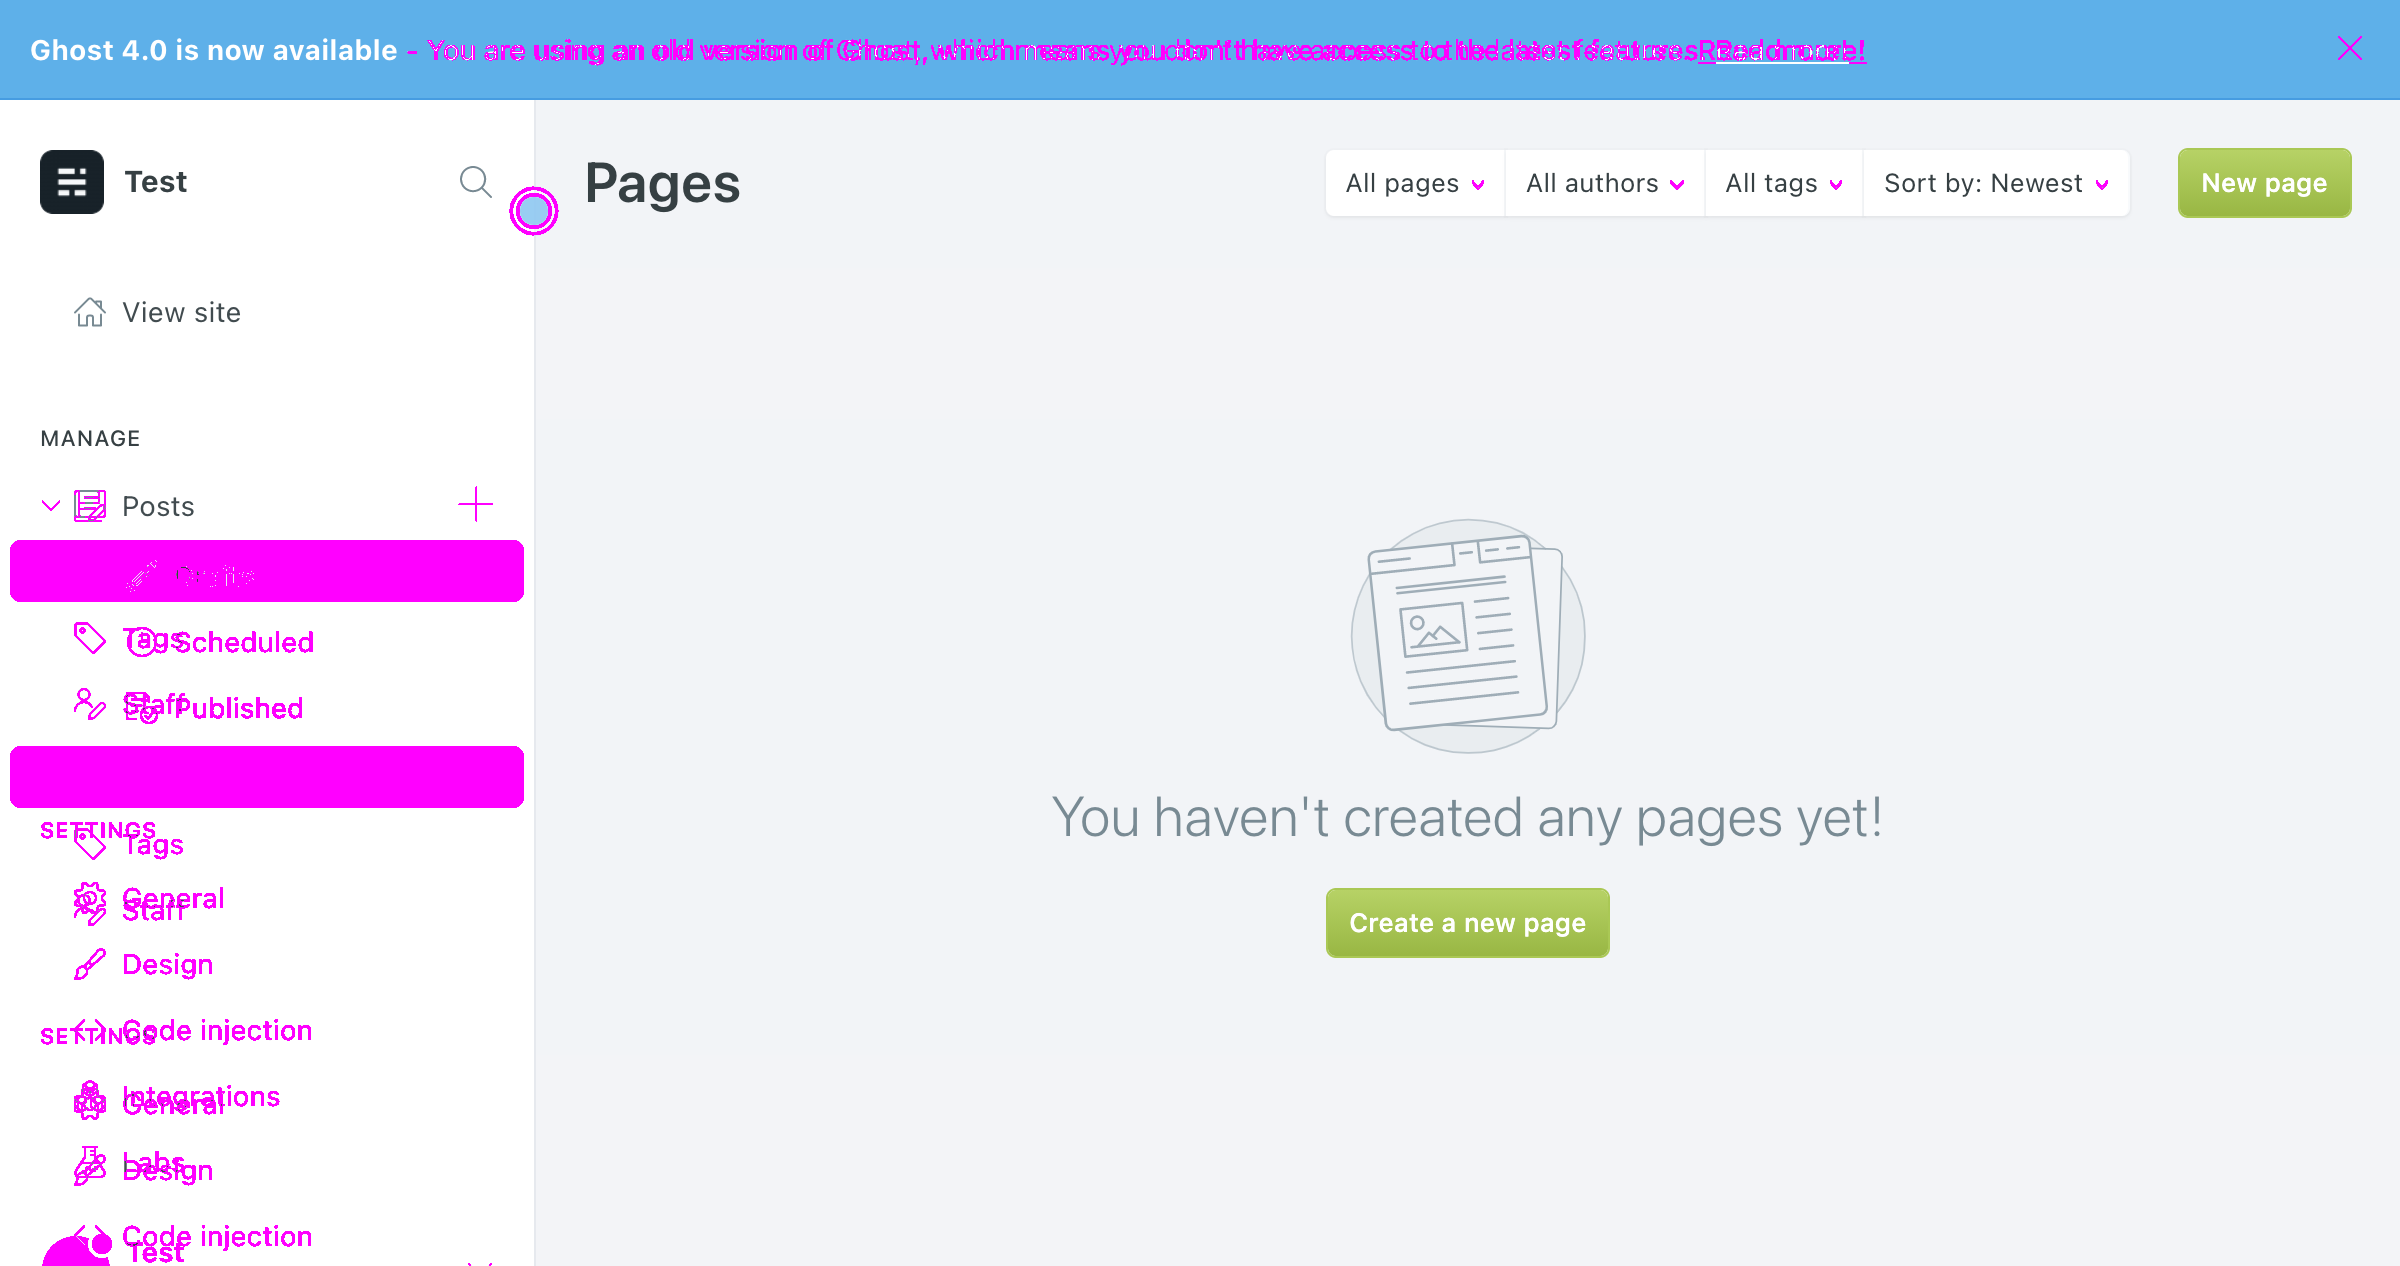 Ghost 4.0 is now available - You are using an old version of Ghost, which means you don't have access to the latest features. Read more!
Test
Pages
All pages
All authors
All tags
Sort by: Newest
New page
View site
MANAGE
Posts
Drafts
Tags
Scheduled
Staff
Published
SETTINGS
Tags
General
Staff
Design
Code injection
SETTINGS
Integrations
General
Labs
Design
Code injection
Test
You haven't created any pages yet!
Create a new page